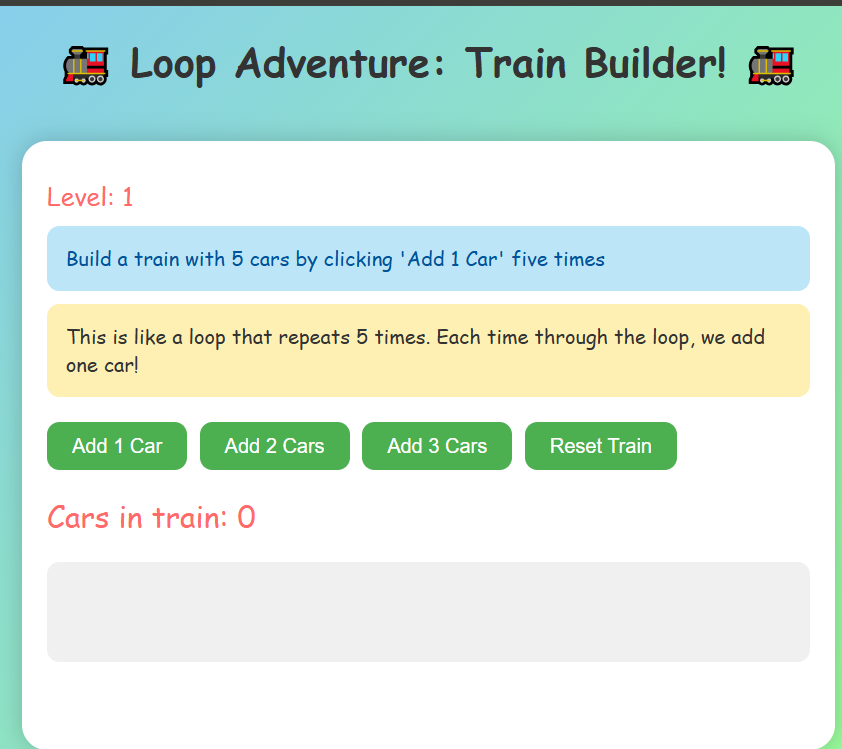 Loop Adventure: Train Builder!
Level: 1
Build a train with 5 cars by clicking 'Add 1 Car' five times
This is like a loop that repeats 5 times. Each time through the loop, we add
one car!
Add 1 Car Add 2 Cars Add 3 Cars Reset Train
Cars in train: 0